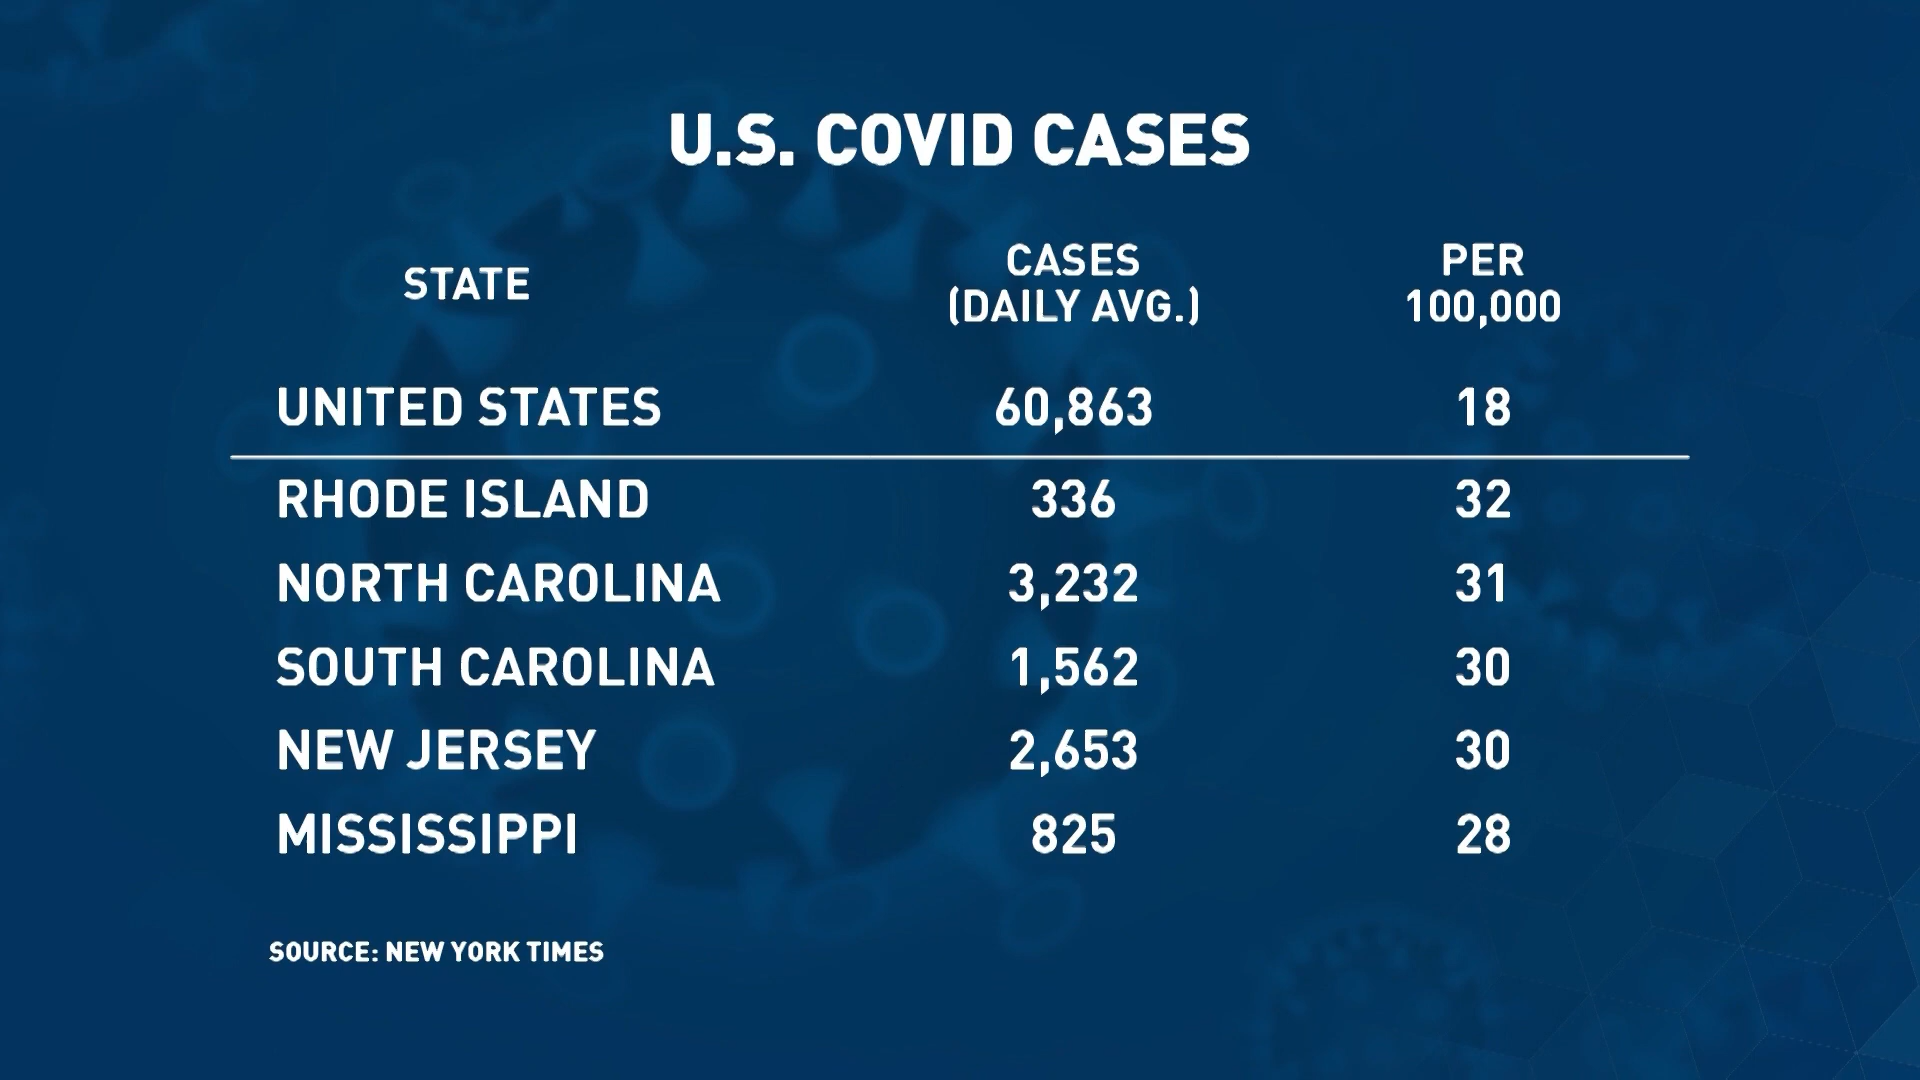 U.S. COVID CASES
STATE CASES (DAILY AVG.) PER 100,000
UNITED STATES 60,863 18
RHODE ISLAND 336 32
NORTH CAROLINA 3,232 31
SOUTH CAROLINA 1,562 30
NEW JERSEY 2,653 30
MISSISSIPPI 825 28
SOURCE: NEW YORK TIMES